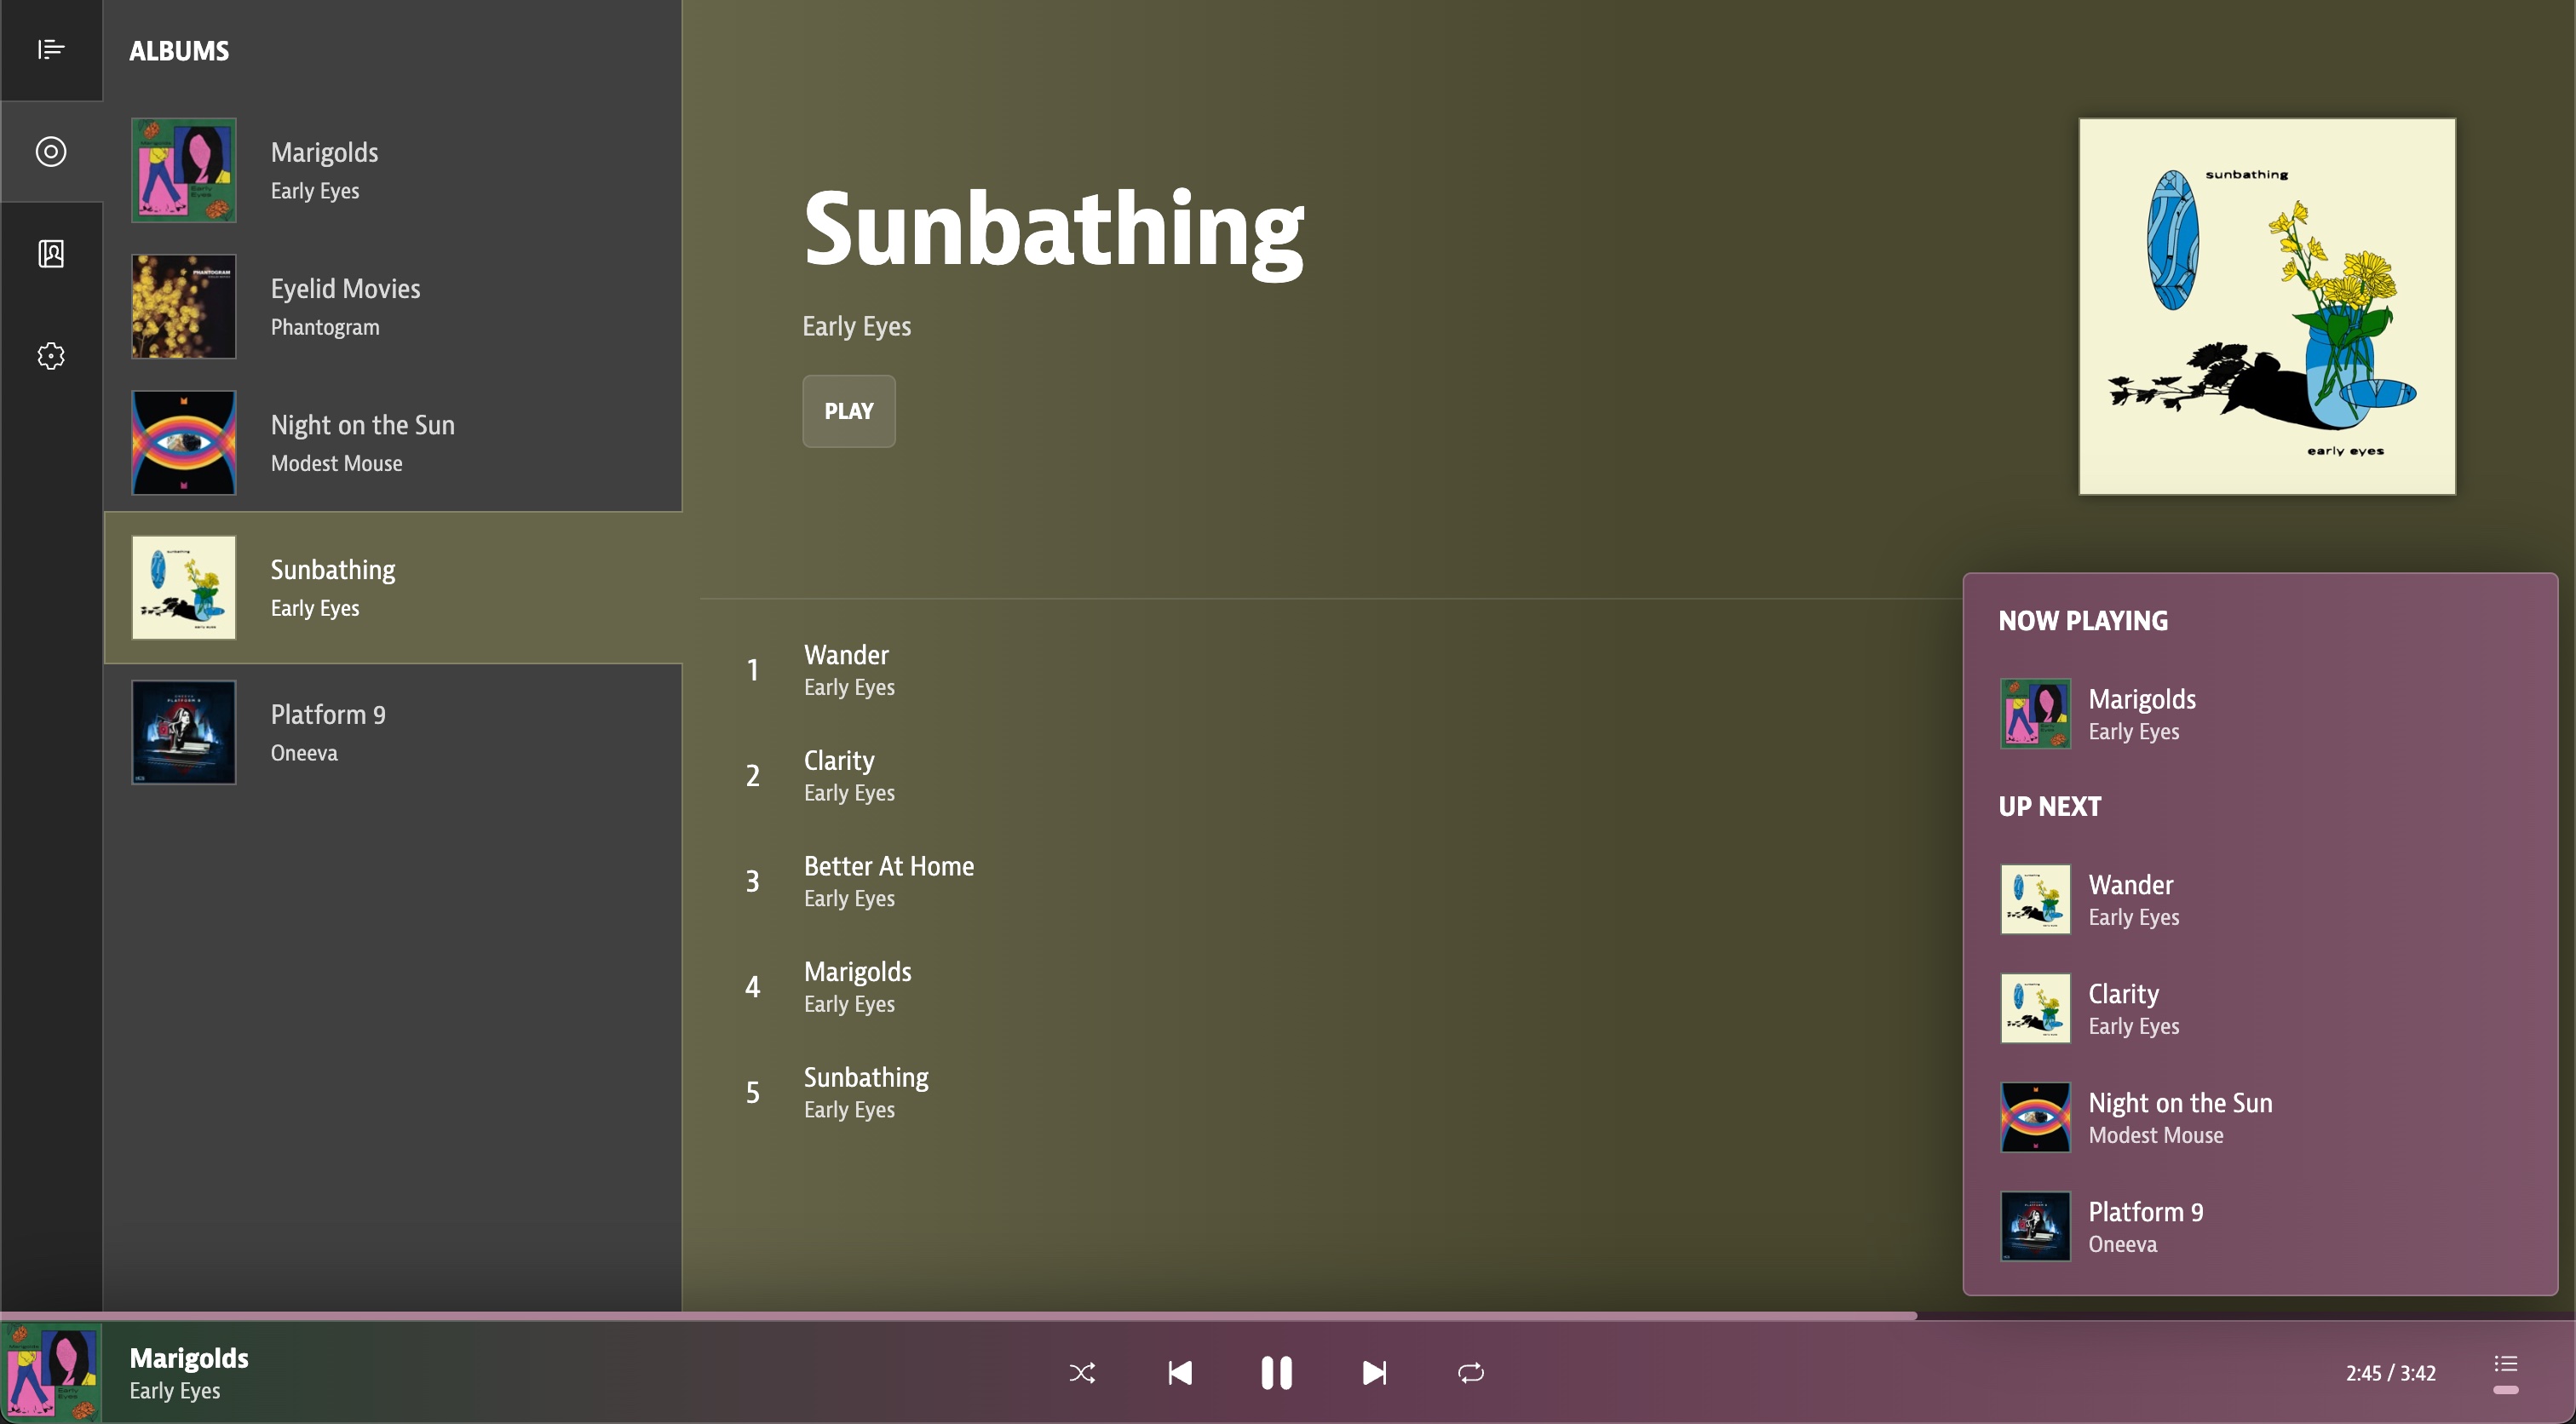 ALBUMS
Marigolds
Early Eyes
PHANTOGRAM
Eyelid Movies
Phantogram
Night on the Sun
Modest Mouse
Sunbathing
Early Eyes
Platform 9
Oneeva
Sunbathing
Early Eyes
PLAY
sunbathing
early eyes
1
Wander
Early Eyes
2
Clarity
Early Eyes
3
Better At Home
Early Eyes
4
Marigolds
Early Eyes
5
Sunbathing
Early Eyes
NOW PLAYING
Marigolds
Early Eyes
UP NEXT
Wander
Early Eyes
Clarity
Early Eyes
Night on the Sun
Modest Mouse
Platform 9
Oneeva
Marigolds
Early Eyes
Marigolds
Early Eyes
2:45 / 3:42